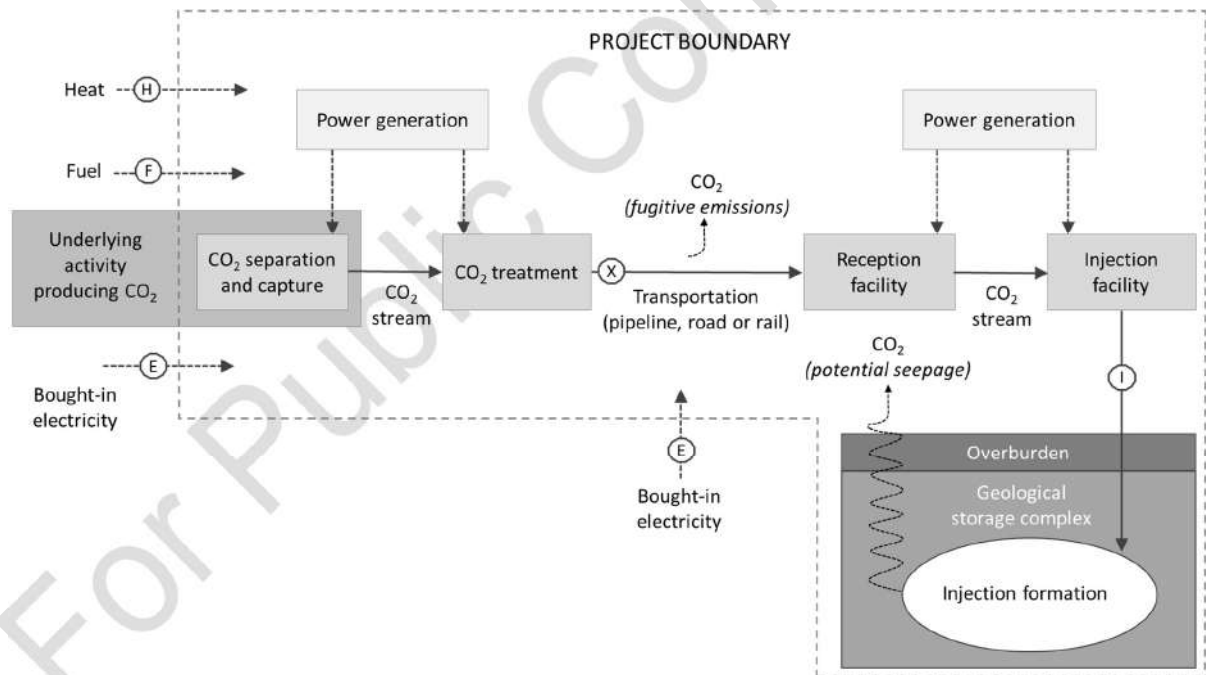 PROJECT BOUNDARY
Heat
H
Power generation
Power generation
Fuel
F
CO₂
(fugitive emissions)
Underlying
activity
producing CO₂
CO₂ separation
and capture
CO₂
stream
CO₂ treatment
X
Transportation
(pipeline, road or rail)
Reception
facility
CO₂
stream
Injection
facility
E
Bought-in
electricity
CO₂
(potential seepage)
I
E
Bought-in
electricity
Overburden
Geological
storage complex
Injection formation
For Public Com